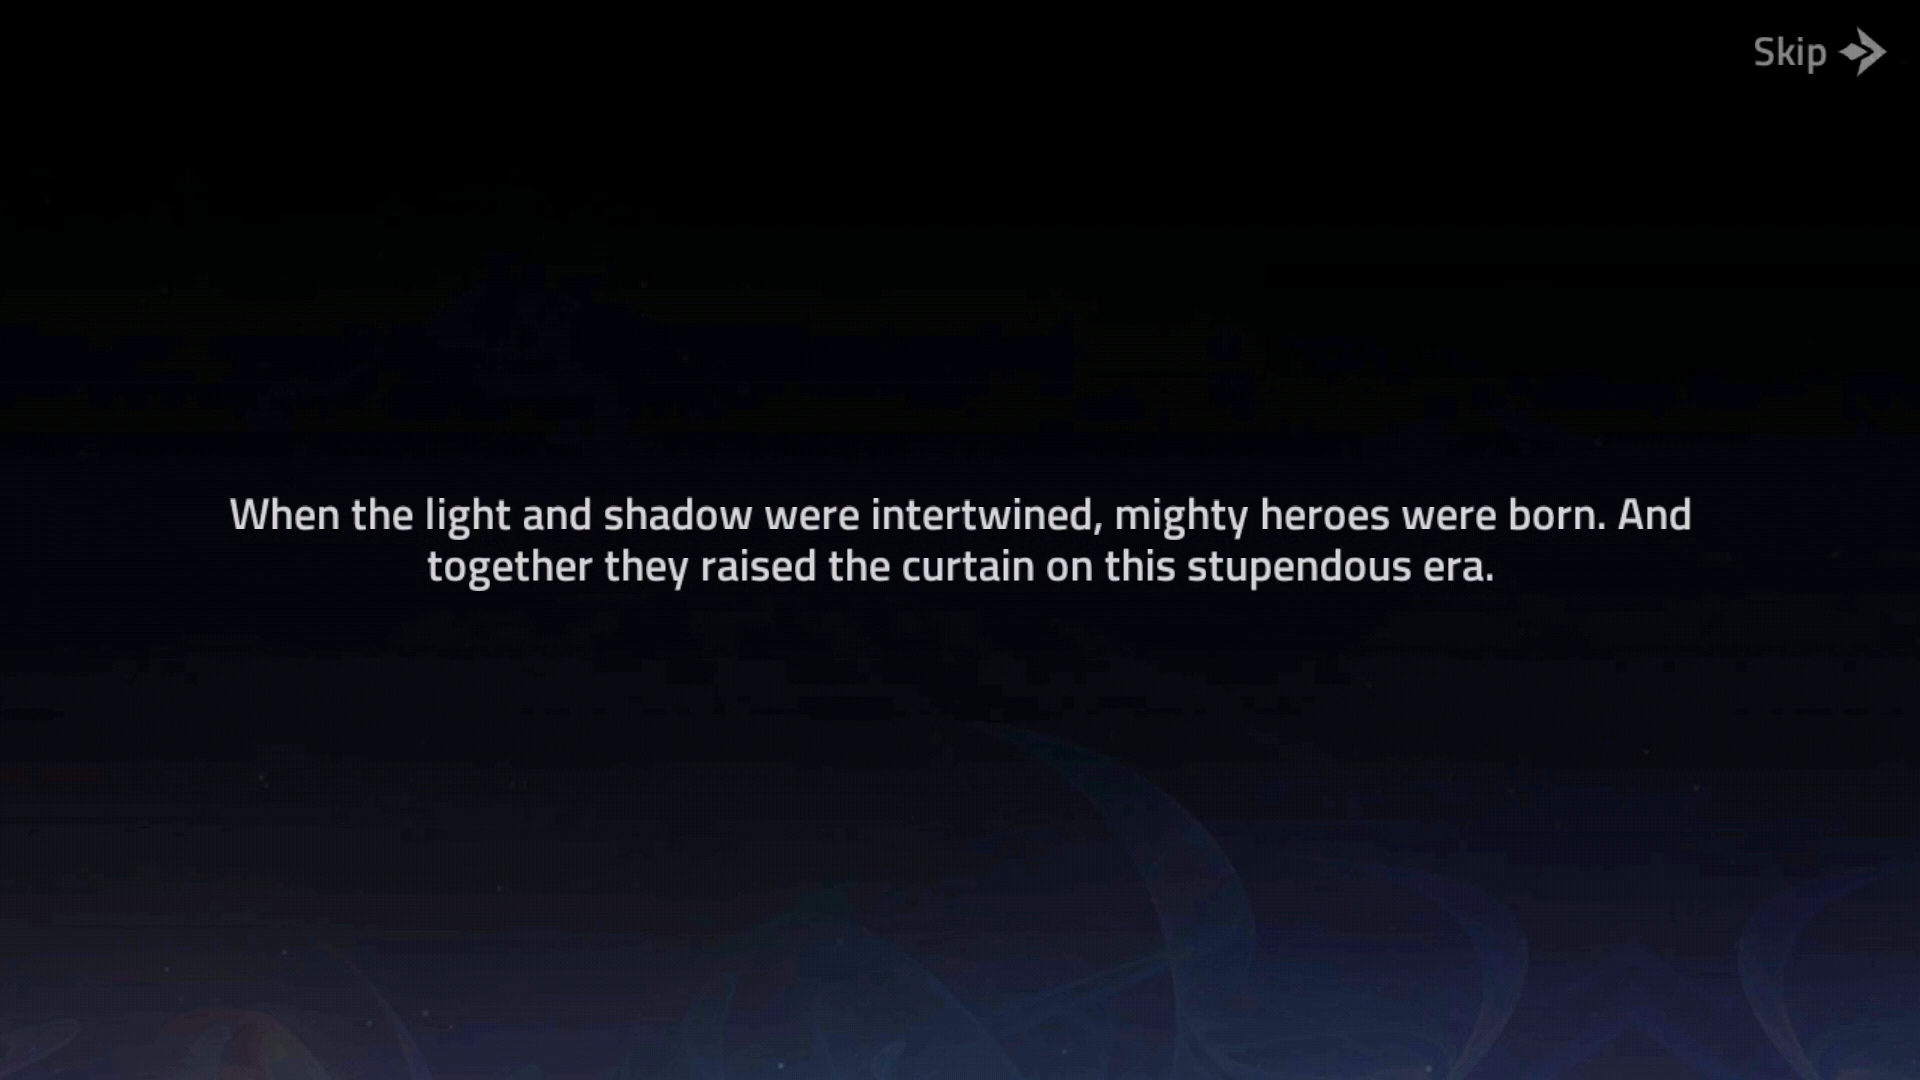 Skip
When the light and shadow were intertwined, mighty heroes were born. And
together they raised the curtain on this stupendous era.